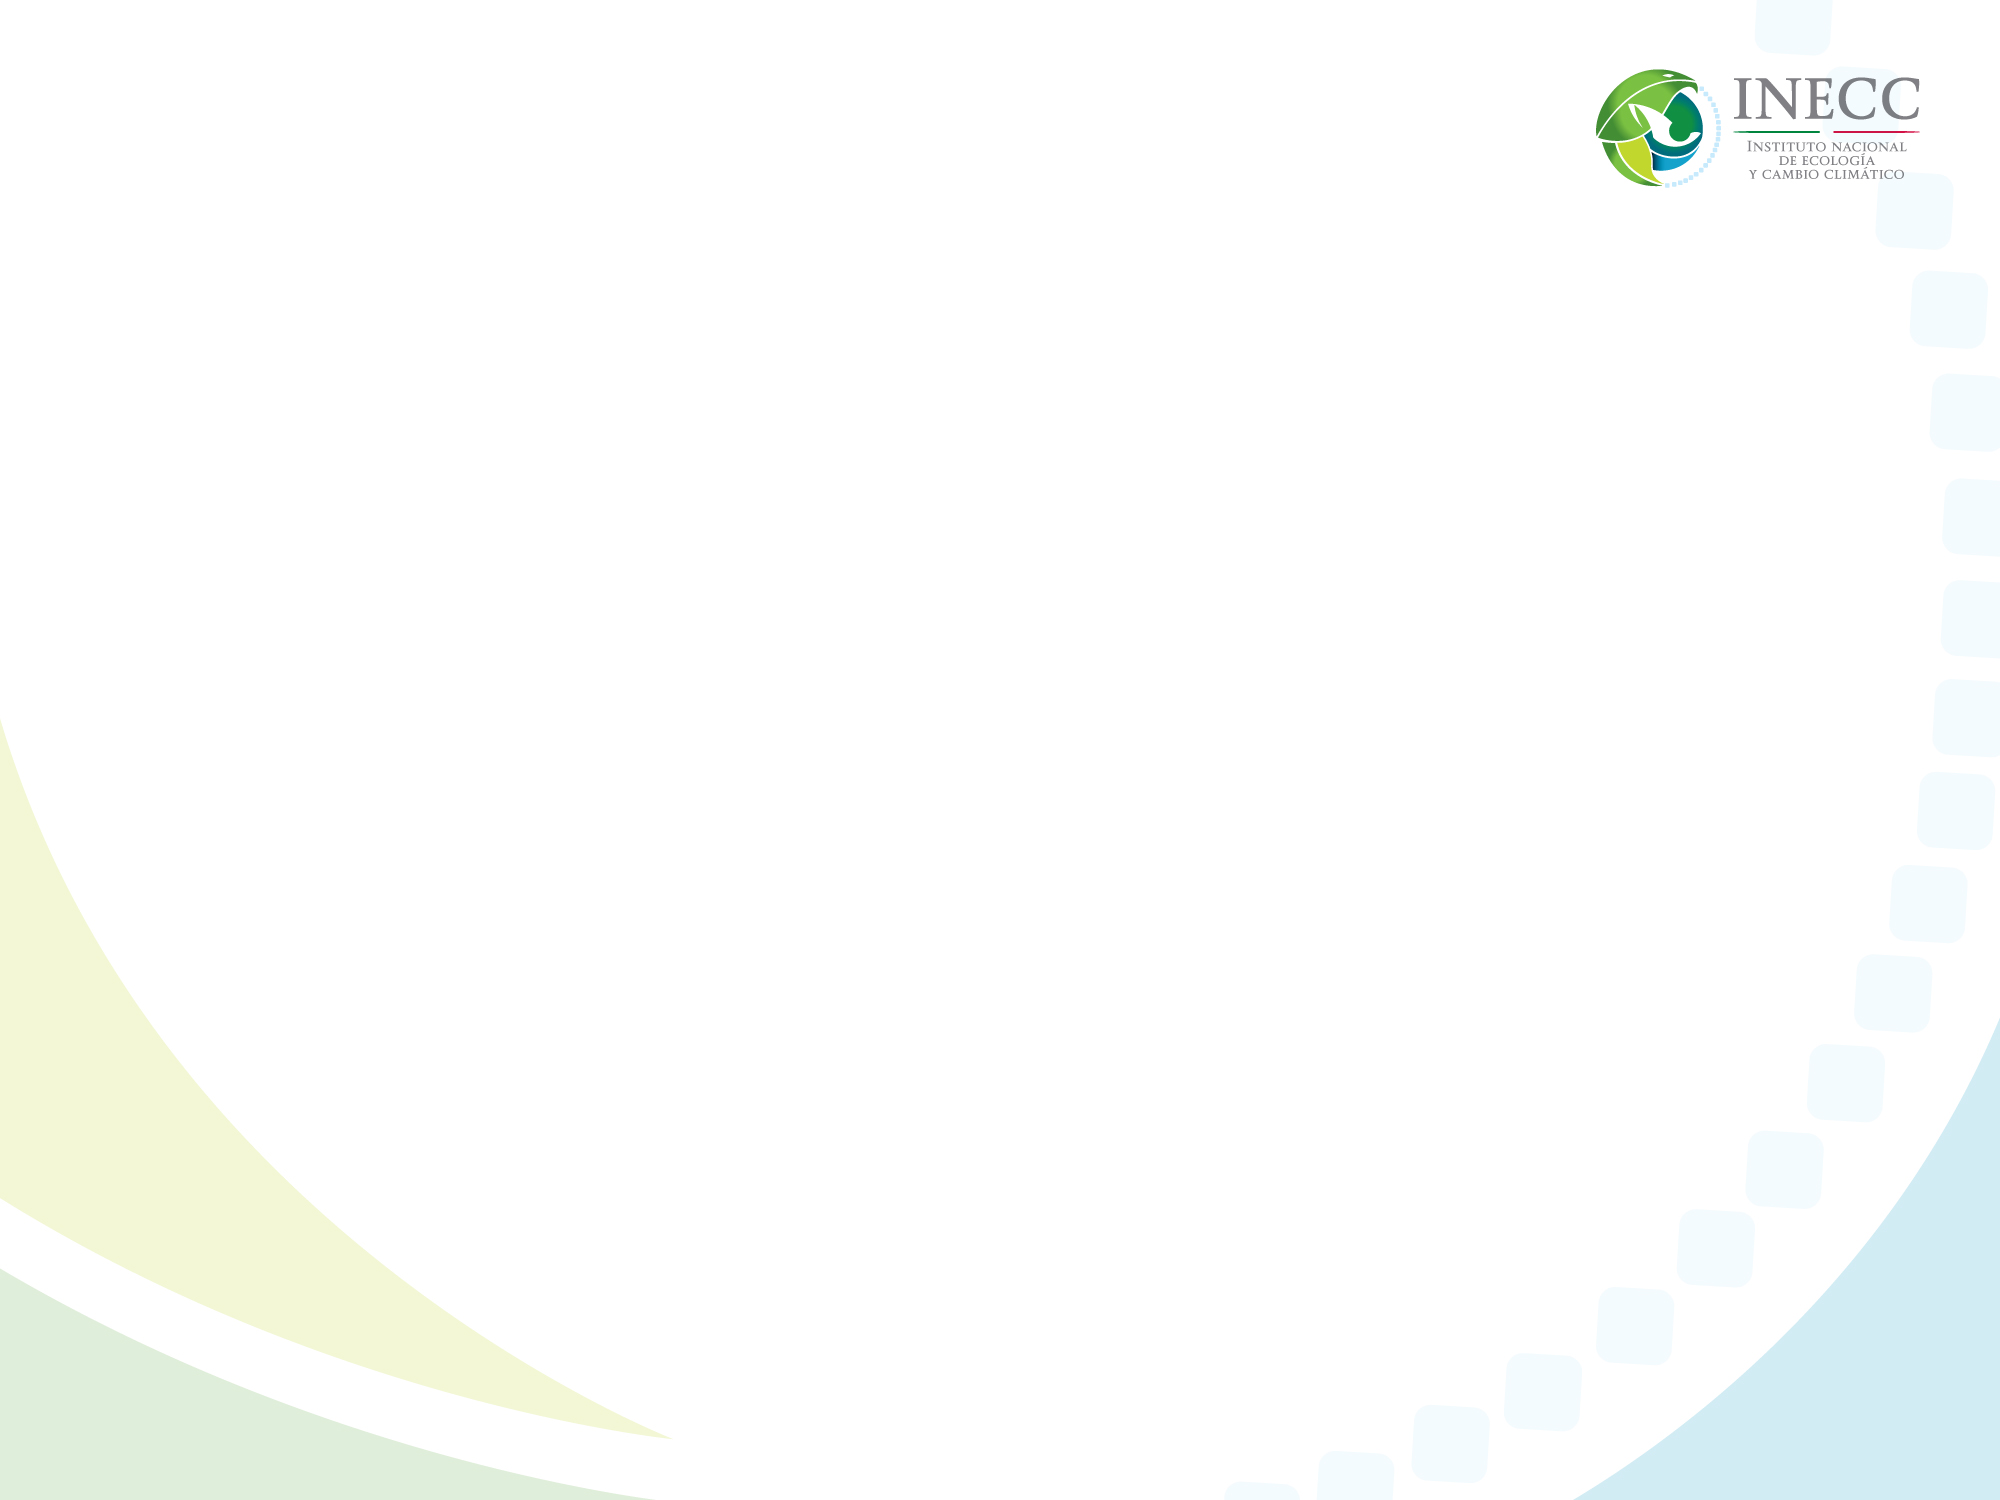 INECC
INSTITUTO NACIONAL
DE ECOLOGÍA
Y CAMBIO CLIMÁTICO